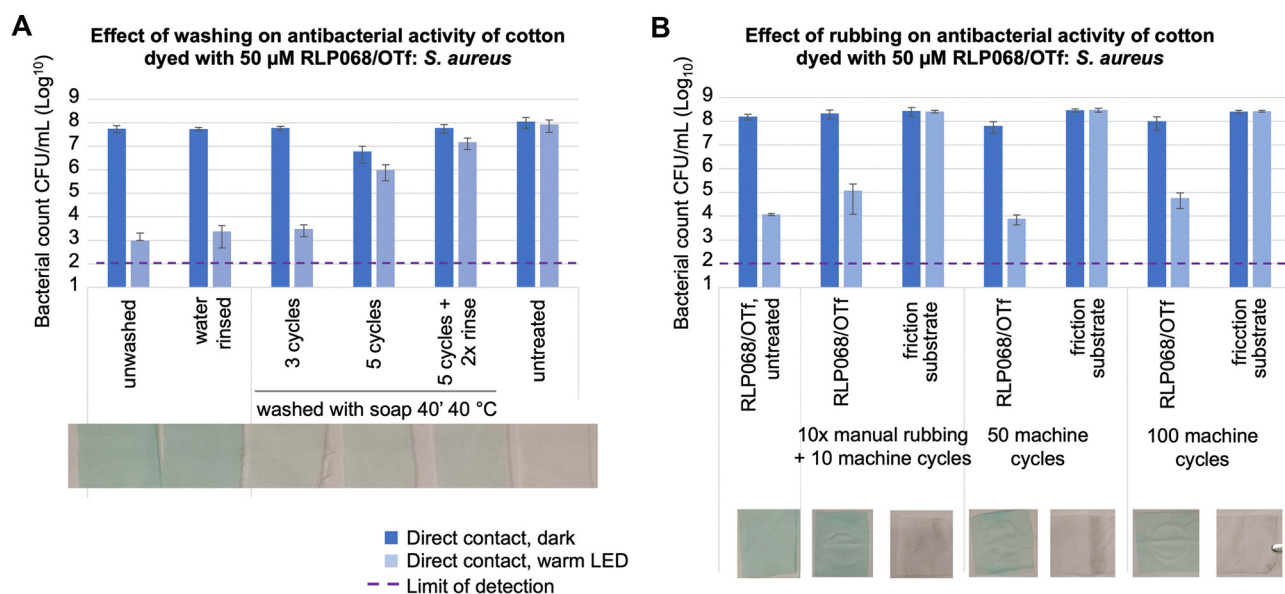 A
Effect of washing on antibacterial activity of cotton
dyed with 50 µM RLP068/OTf: S. aureus
Bacterial count CFU/mL (Log¹⁰)
9
8
7
6
5
4
3
2
1
unwashed
water
rinsed
3 cycles
5 cycles
5 cycles +
2x rinse
untreated
washed with soap 40’ 40 °C
Direct contact, dark
Direct contact, warm LED
Limit of detection
B
Effect of rubbing on antibacterial activity of cotton
dyed with 50 µM RLP068/OTf: S. aureus
Bacterial count CFU/mL (Log₁₀)
9
8
7
6
5
4
3
2
1
RLP068/OTf,
untreated
RLP068/OTf
friction
substrate
RLP068/OTf
friction
substrate
RLP068/OTf
friction
substrate
10x manual rubbing
+ 10 machine cycles
50 machine
cycles
100 machine
cycles